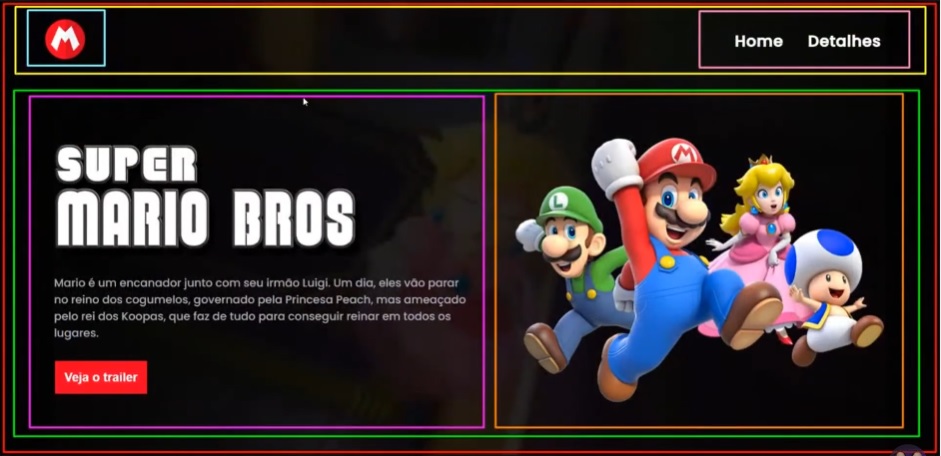 M
Home Detalhes
SUPER
MARIO BROS
Mario é um encanador junto com seu irmão Luigi. Um dia, eles vão parar
no reino dos cogumelos, governado pela Princesa Peach, mas ameaçado
pelo rei dos Koopas, que faz de tudo para conseguir reinar em todos os
lugares.
Veja o trailer
L
M